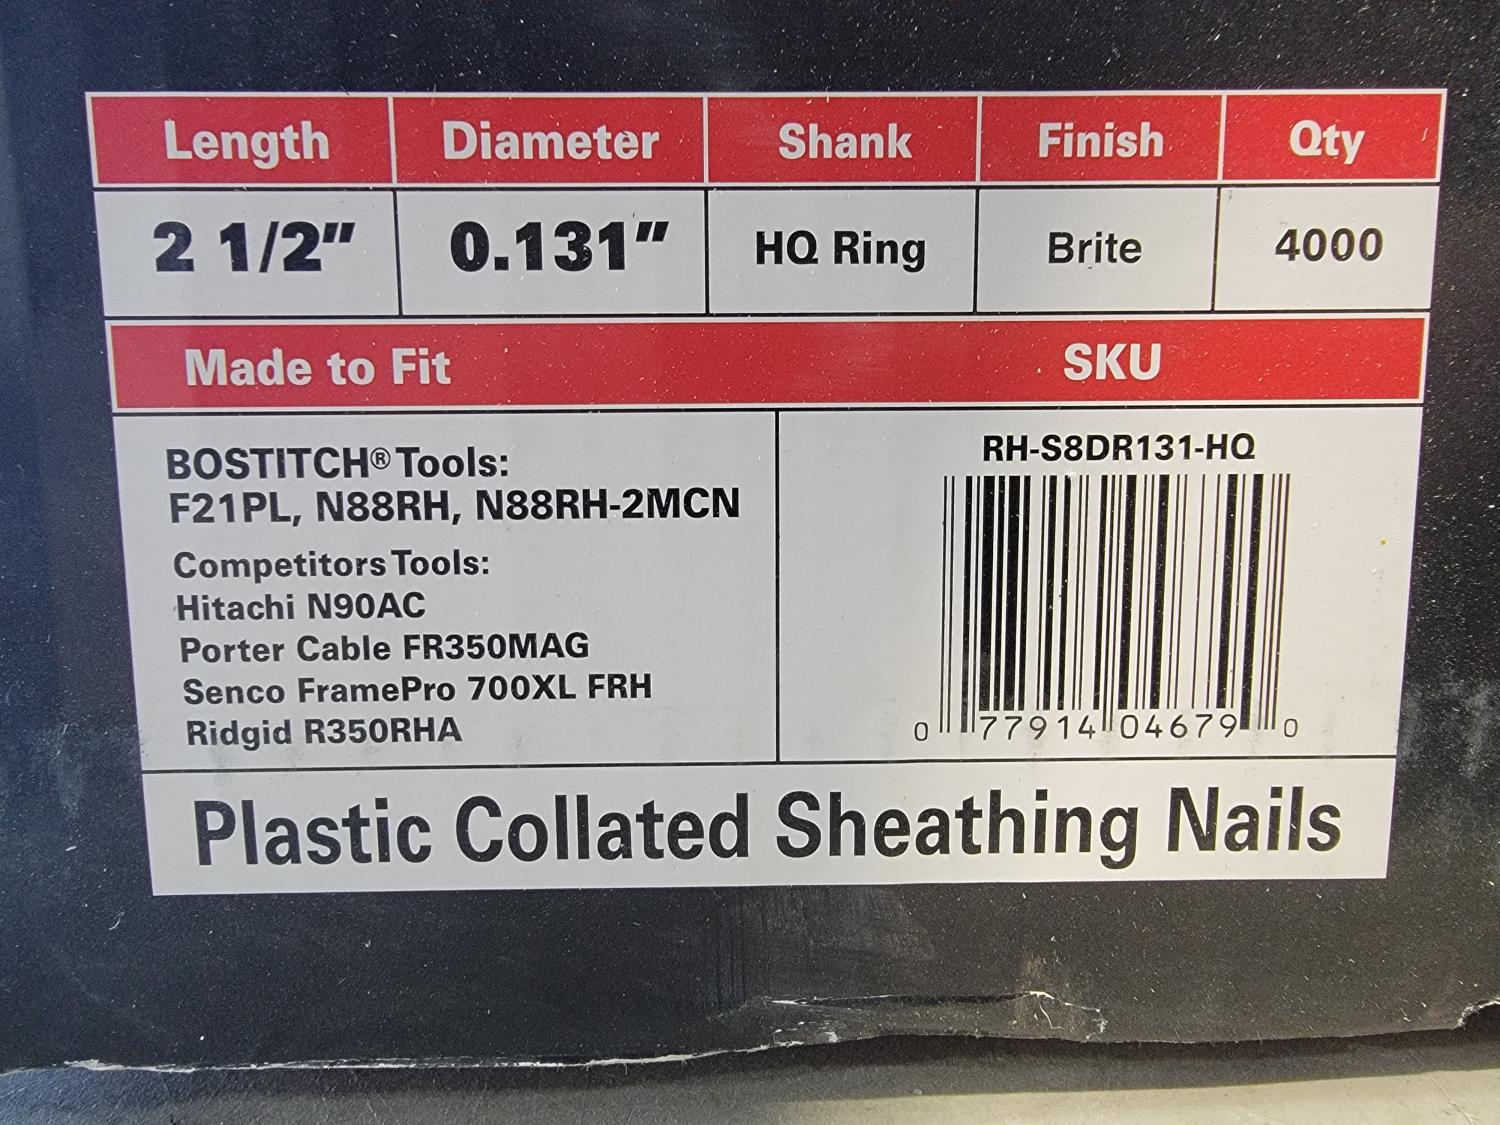 Length Diameter Shank Finish Qty
2 1/2" 0.131" HQ Ring Brite 4000
Made to Fit SKU
BOSTITCH® Tools:
F21PL, N88RH, N88RH-2MCN
Competitors Tools:
Hitachi N90AC
Porter Cable FR350MAG
Senco FramePro 700XL FRH
Ridgid R350RHA
RH-S8DR131-HQ
0 77914 04679 0
Plastic Collated Sheathing Nails